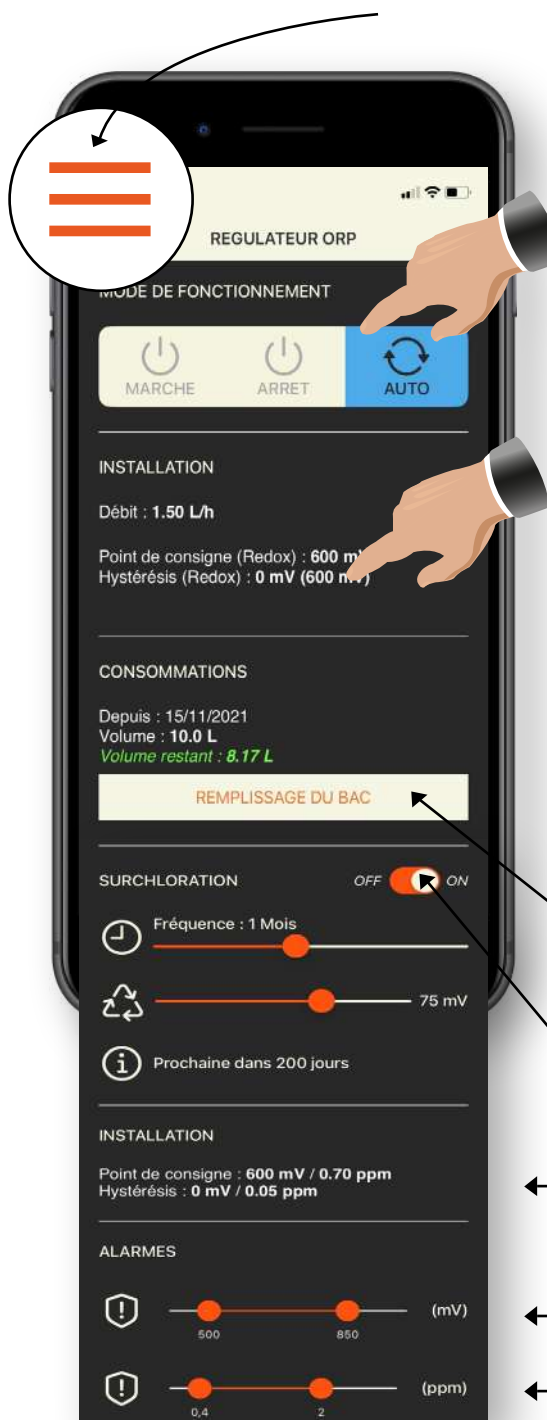 REGULATEUR ORP
MODE DE FONCTIONNEMENT
MARCHE ARRET AUTO
INSTALLATION
Débit : 1.50 L/h
Point de consigne (Redox) : 600 mV
Hystérésis (Redox) : 0 mV (600 mV)
CONSOMMATIONS
Depuis : 15/11/2021
Volume : 10.0 L
Volume restant : 8.17 L
REMPLISSAGE DU BAC
SURCHLORATION OFF ON
Fréquence : 1 Mois
75 mV
Prochaine dans 200 jours
INSTALLATION
Point de consigne : 600 mV / 0.70 ppm
Hystérésis : 0 mV / 0.05 ppm
ALARMES
(mV)
500 850
(ppm)
0,4 2